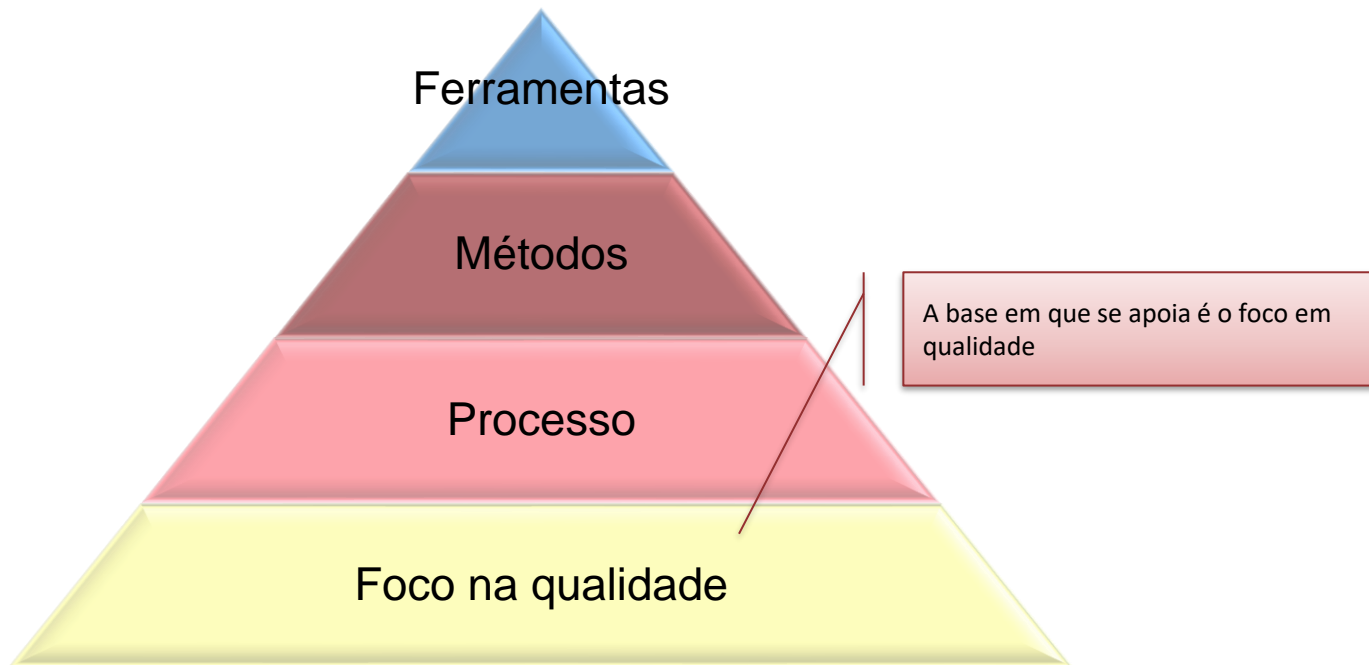 Ferramentas
Métodos
A base em que se apoia é o foco em
qualidade
Processo
Foco na qualidade